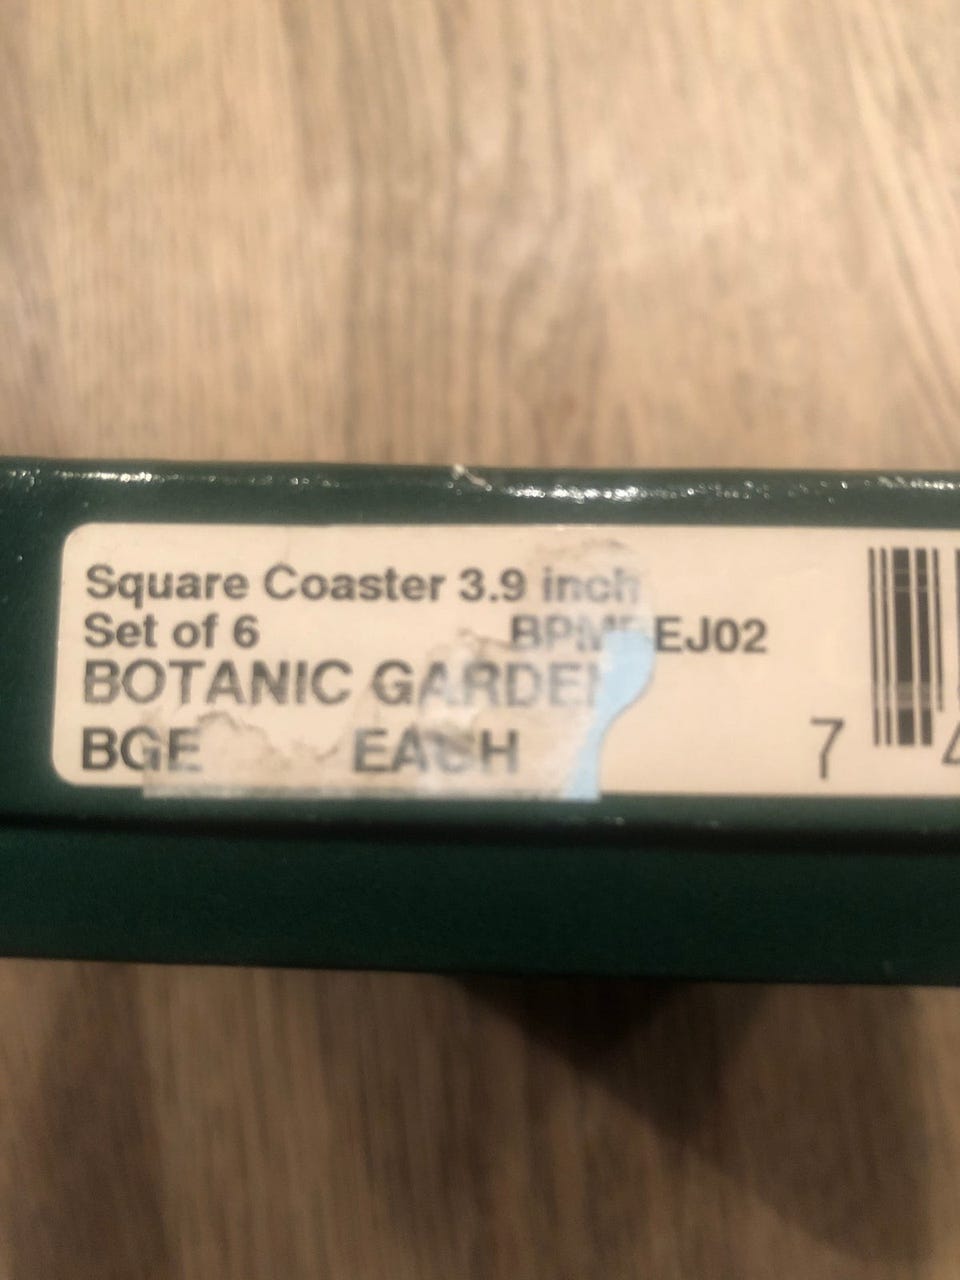 Square Coaster 3.9 inch
Set of 6
BOTANIC GARDEN
BGE EACH
7